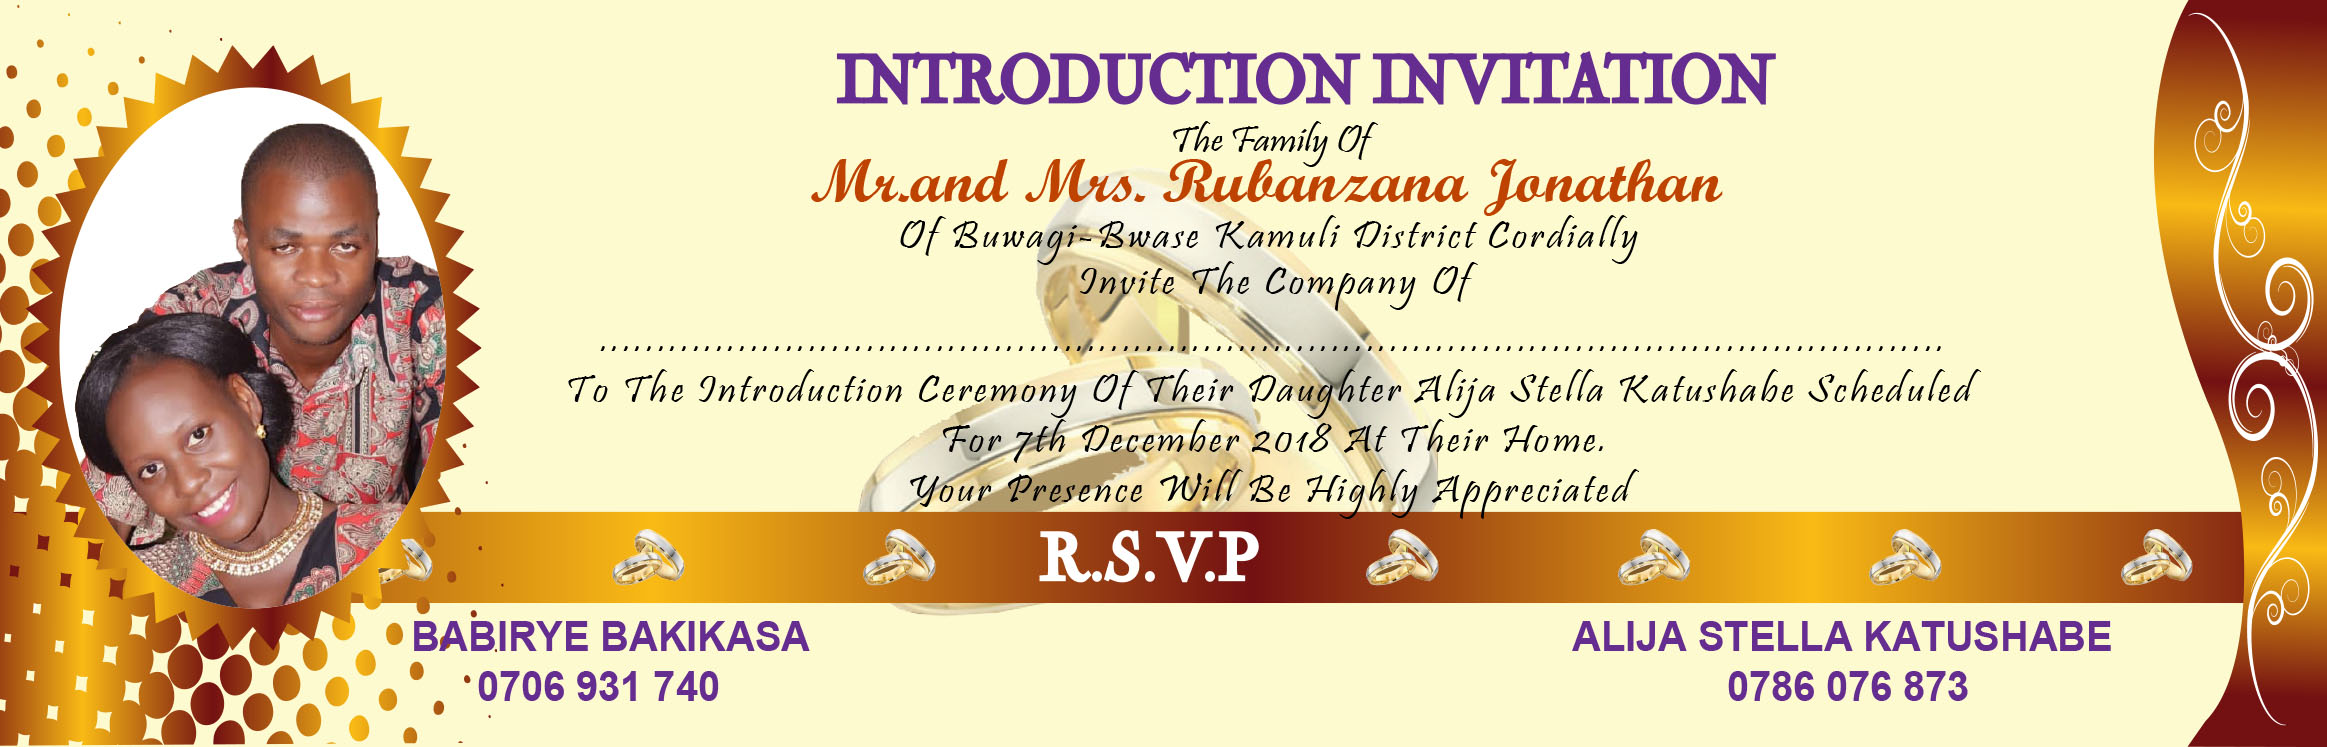 INTRODUCTION INVITATION
The Family Of
Mr.and Mrs. Rubanzana Jonathan
Of Buwagi-Bwase Kamuli District Cordially
Invite The Company Of
....................................................................................................................
To The Introduction Ceremony Of Their Daughter Alija Stella Katushabe Scheduled
For 7th December 2018 At Their Home.
Your Presence Will Be Highly Appreciated
R.S.V.P
BABIRYE BAKIKASA
0706 931 740
ALIJA STELLA KATUSHABE
0786 076 873